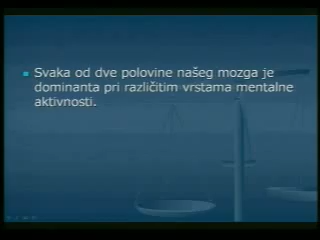 Svaka od dve polovine našeg mozga je
dominanta pri različitim vrstama mentalne
aktivnosti.